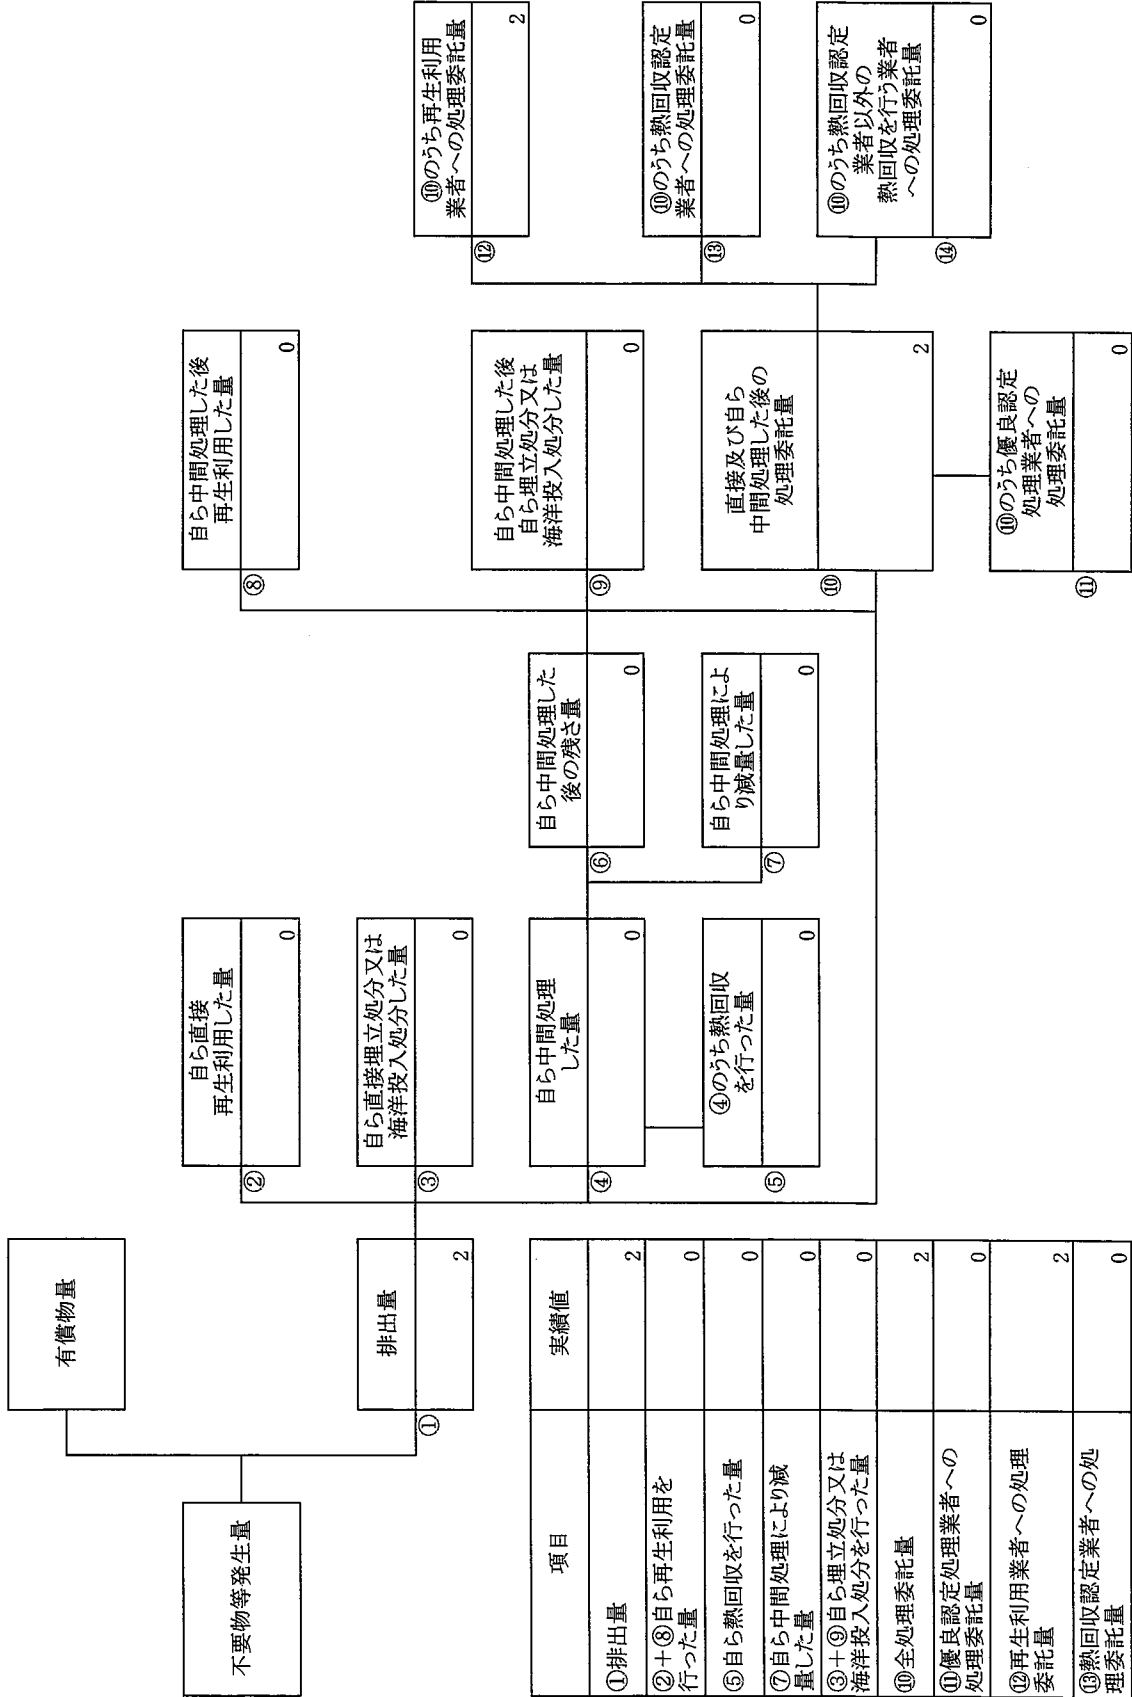 不要物等発生量
有償物量
①
排出量
2
②
自ら直接
再生利用した量
0
③
自ら直接埋立処分又は
海洋投入処分した量
0
④
自ら中間処理
した量
0
⑤
④のうち熱回収
を行った量
0
⑥
自ら中間処理した
後の残さ量
0
⑦
自ら中間処理によ
り減量した量
0
⑧
自ら中間処理した後
再生利用した量
0
⑨
自ら中間処理した後
自ら埋立処分又は
海洋投入処分した量
0
⑩
直接及び自ら
中間処理した後の
処理委託量
2
⑪
⑩のうち優良認定
処理業者への
処理委託量
0
⑫
⑩のうち再生利用
業者への処理委託量
2
⑬
⑩のうち熱回収認定
業者への処理委託量
0
⑭
⑩のうち熱回収認定
業者以外の
熱回収を行う業者
への処理委託量
0
項目 実績値
①排出量 2
②+⑧自ら再生利用を
行った量 0
⑤自ら熱回収を行った量 0
⑦自ら中間処理により減
量した量 0
③+⑨自ら埋立処分又は
海洋投入処分を行った量 0
⑩全処理委託量 2
⑪優良認定処理業者への
処理委託量 0
⑫再生利用業者への処理
委託量 2
⑬熱回収認定業者への処
理委託量 0